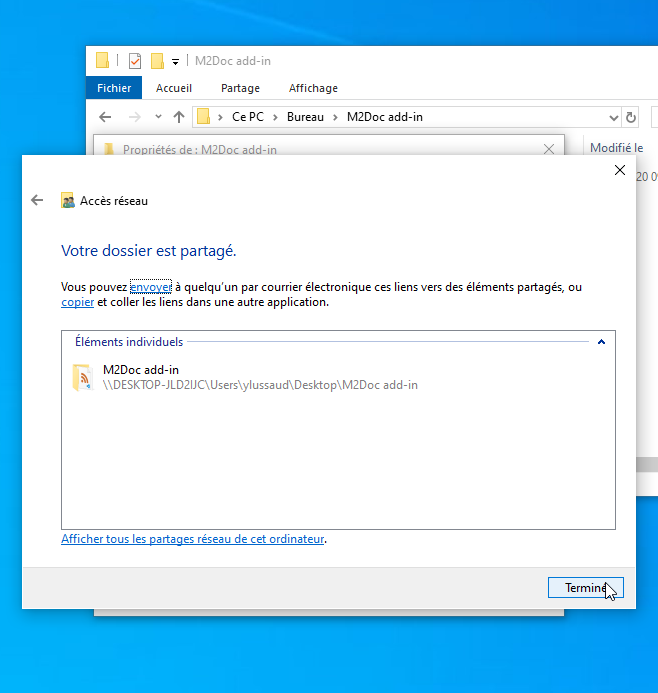 M2Doc add-in
Fichier Accueil Partage Affichage
Ce PC Bureau M2Doc add-in
Propriétés de : M2Doc add-in
Modifié le
20 09
Accès réseau
Votre dossier est partagé.
Vous pouvez envoyer à quelqu'un par courrier électronique ces liens vers des éléments partagés, ou
copier et coller les liens dans une autre application.
Éléments individuels
M2Doc add-in
\\DESKTOP-JLD2IJC\Users\ylussaud\Desktop\M2Doc add-in
Afficher tous les partages réseau de cet ordinateur.
Terminé